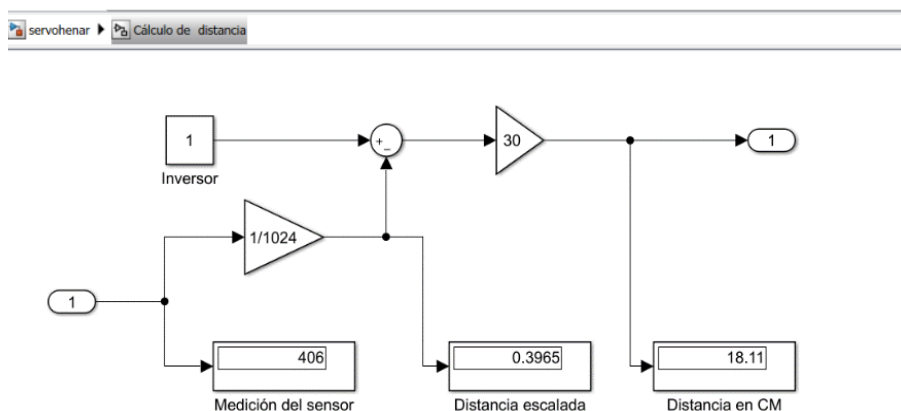 servohenar Cálculo de distancia
1
Inversor
+
−
30
1
1/1024
1
406
0.3965
18.11
Medición del sensor
Distancia escalada
Distancia en CM